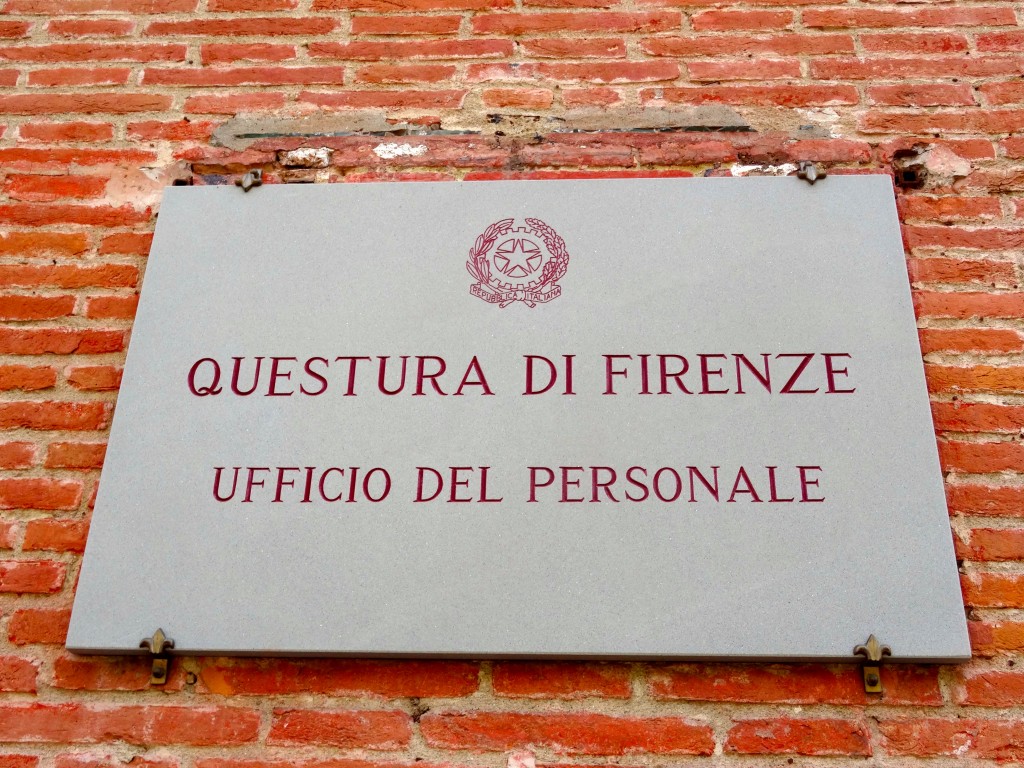 REPUBBLICA ITALIANA
QUESTURA DI FIRENZE
UFFICIO DEL PERSONALE